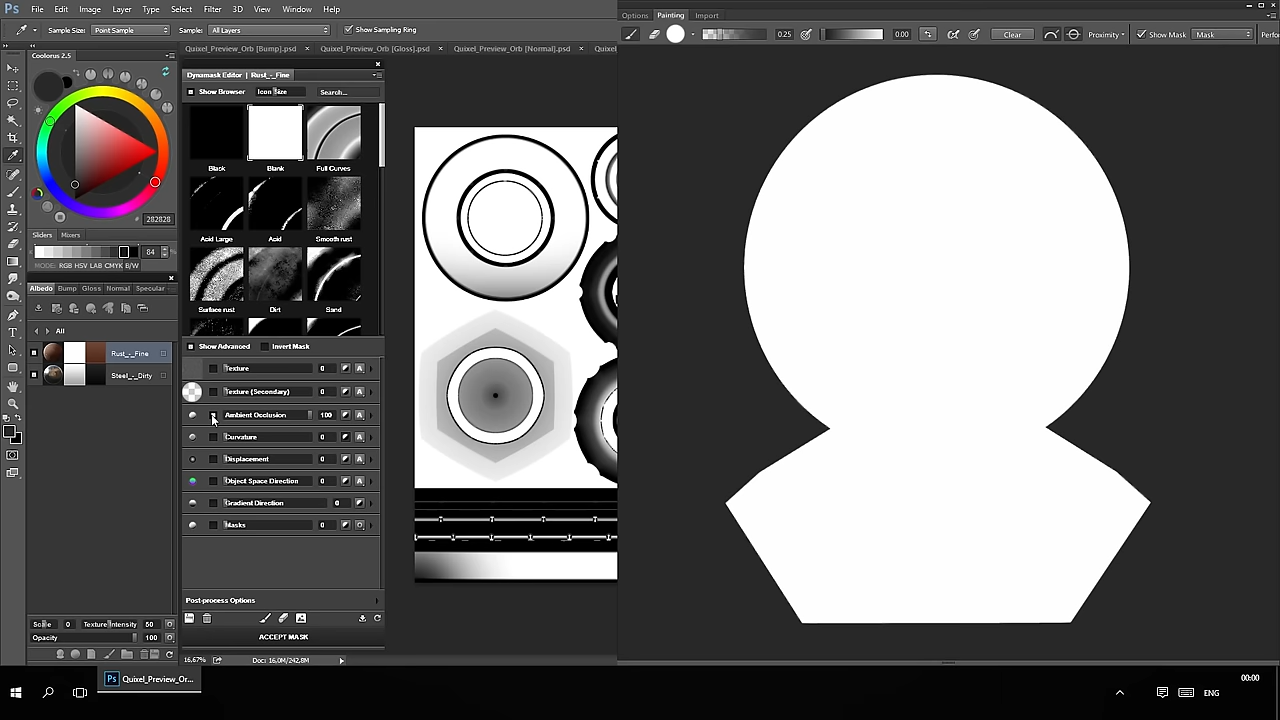 Ps File Edit Image Layer Type Select Filter 3D View Window Help
Options Painting Import
Sample Size: Point Sample Sample: All Layers Show Sampling Ring
0.25 0.00 Clear Proximity Show Mask Mask Perfo
Coolorus 2.5
Quixel_Preview_Orb [Bump].psd × Quixel_Preview_Orb [Gloss].psd × Quixel_Preview_Orb [Normal].psd × Quixel
Dynamask Editor | Rust_-_Fine
Show Browser Icon Size Search...
Black Blank Full Curves
Acid Large Acid Smooth rust
Surface rust Dirt Sand
# 282828
Sliders Mixers
84 %
MODE: RGB HSV LAB CMYK B/W
Albedo Bump Gloss Normal Specular
All
Rust_-_Fine
Steel_-_Dirty
Show Advanced Invert Mask
Texture 0 A
Texture (Secondary) 0 A
Ambient Occlusion 100 A
Curvature 0 A
Displacement 0 A
Object Space Direction 0 A
Gradient Direction 0
Masks 0
Post-process Options
ACCEPT MASK
Scale 0 Texture Intensity 50
Opacity 100
16.67% Doc: 16.0M/242.8M
Ps Quixel_Preview_Or...
ENG
00:00